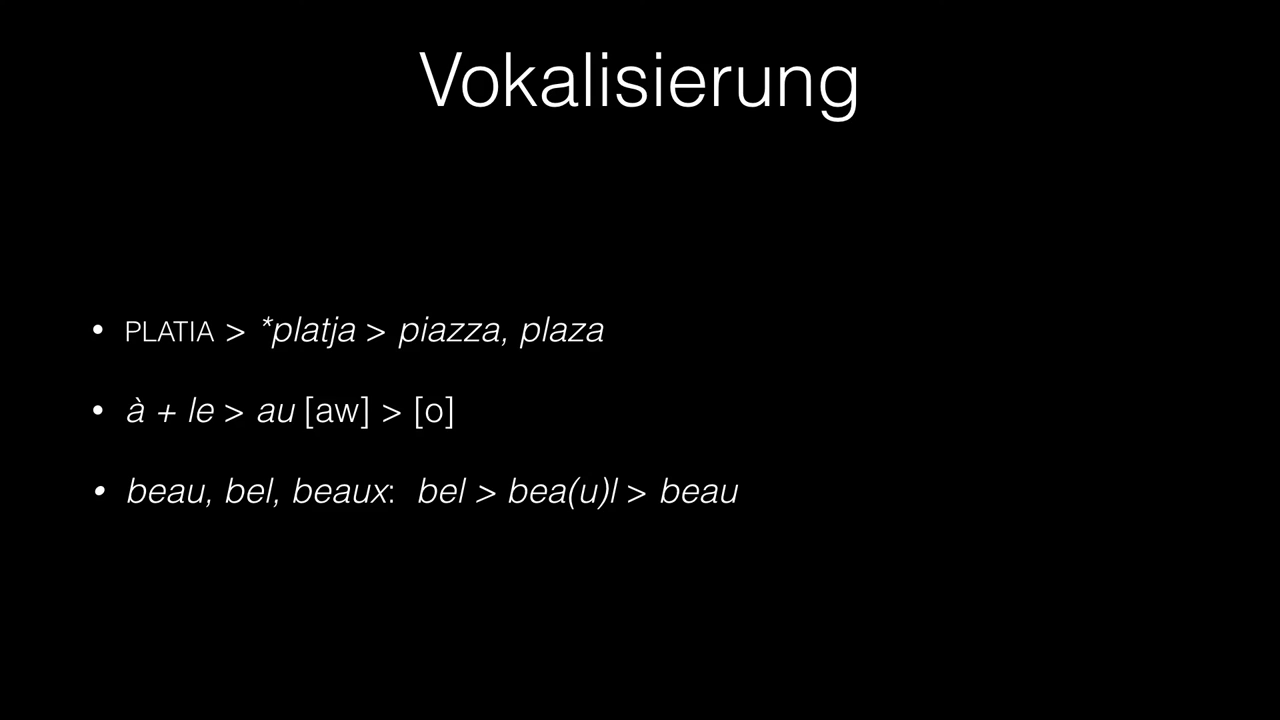 Vokalisierung
• PLATIA > *platja > piazza, plaza
• à + le > au [aw] > [o]
• beau, bel, beaux: bel > bea(u)l > beau